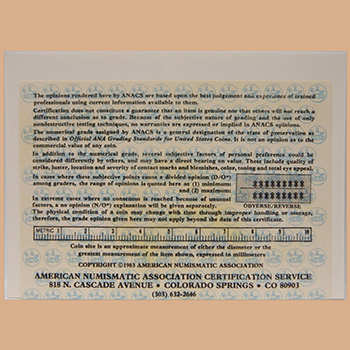 The opinions rendered here by ANACS are based upon the best judgement and experience of trained
professionals using current information available to them.
Certification does not constitute a guarantee that an item is genuine nor that others will not reach a
different conclusion as to grade. Because of the subjective nature of grading and the use of only
nondestructive testing techniques, no warranties are expressed or implied in ANACS opinions.
The numerical grade assigned by ANACS is a general designation of the state of preservation as
described in Official ANA Grading Standards for United States Coins. It is not an opinion as to the
commercial value of any coin.
In addition to the numerical grade, several subjective factors of personal preference could be
considered differently by others, and may have a direct bearing on value. These include quality of
strike, luster, location and severity of contact marks and blemishes, color, toning and total eye appeal.
In cases where these subjective points cause a divided opinion (D/O*)
among graders, the range of opinions is quoted here as (1) minimum:
and (2) maximum:
In extreme cases where no consensus is reached because of unusual
factors, a no opinion (N/O*) explanation will be given separately.
OBVERSE/REVERSE
The physical condition of a coin may change with time through improper handling or storage,
therefore, the grade opinion given here may not apply beyond the date of this certificate.
METRIC 1 2 3 4 5 6 7 8 9 10
Coin size is an approximate measurement of either the diameter or the
greatest measurement of the item shown, expressed in millimeters
COPYRIGHT ©1983 AMERICAN NUMISMATIC ASSOCIATION
AMERICAN NUMISMATIC ASSOCIATION CERTIFICATION SERVICE
818 N. CASCADE AVENUE • COLORADO SPRINGS • CO 80903
(303) 632-2646